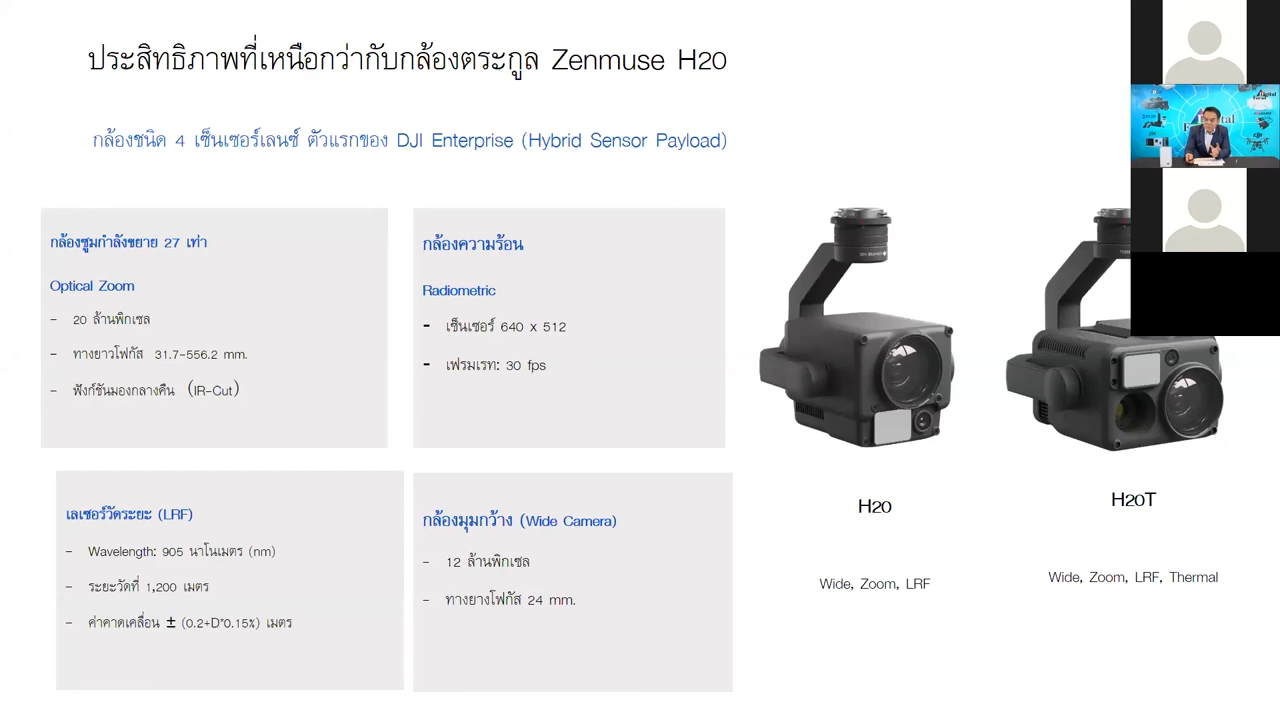 ประสิทธิภาพที่เหนือกว่ากับกล้องตระกูล Zenmuse H20
กล้องชนิด 4 เซ็นเซอร์เลนซ์ ตัวแรกของ DJI Enterprise (Hybrid Sensor Payload)
กล้องซูมกำลังขยาย 27 เท่า
Optical Zoom
- 20 ล้านพิกเซล
- ทางยาวโฟกัส 31.7-556.2 mm.
- ฟังก์ชันมองกลางคืน (IR-Cut)
กล้องความร้อน
Radiometric
- เซ็นเซอร์ 640 x 512
- เฟรมเรท: 30 fps
เลเซอร์วัดระยะ (LRF)
- Wavelength: 905 นาโนเมตร (nm)
- ระยะวัดที่ 1,200 เมตร
- ค่าคาดเคลื่อน ± (0.2+D*0.15%) เมตร
กล้องมุมกว้าง (Wide Camera)
- 12 ล้านพิกเซล
- ทางยางโฟกัส 24 mm.
H20
Wide, Zoom, LRF
H20T
Wide, Zoom, LRF, Thermal